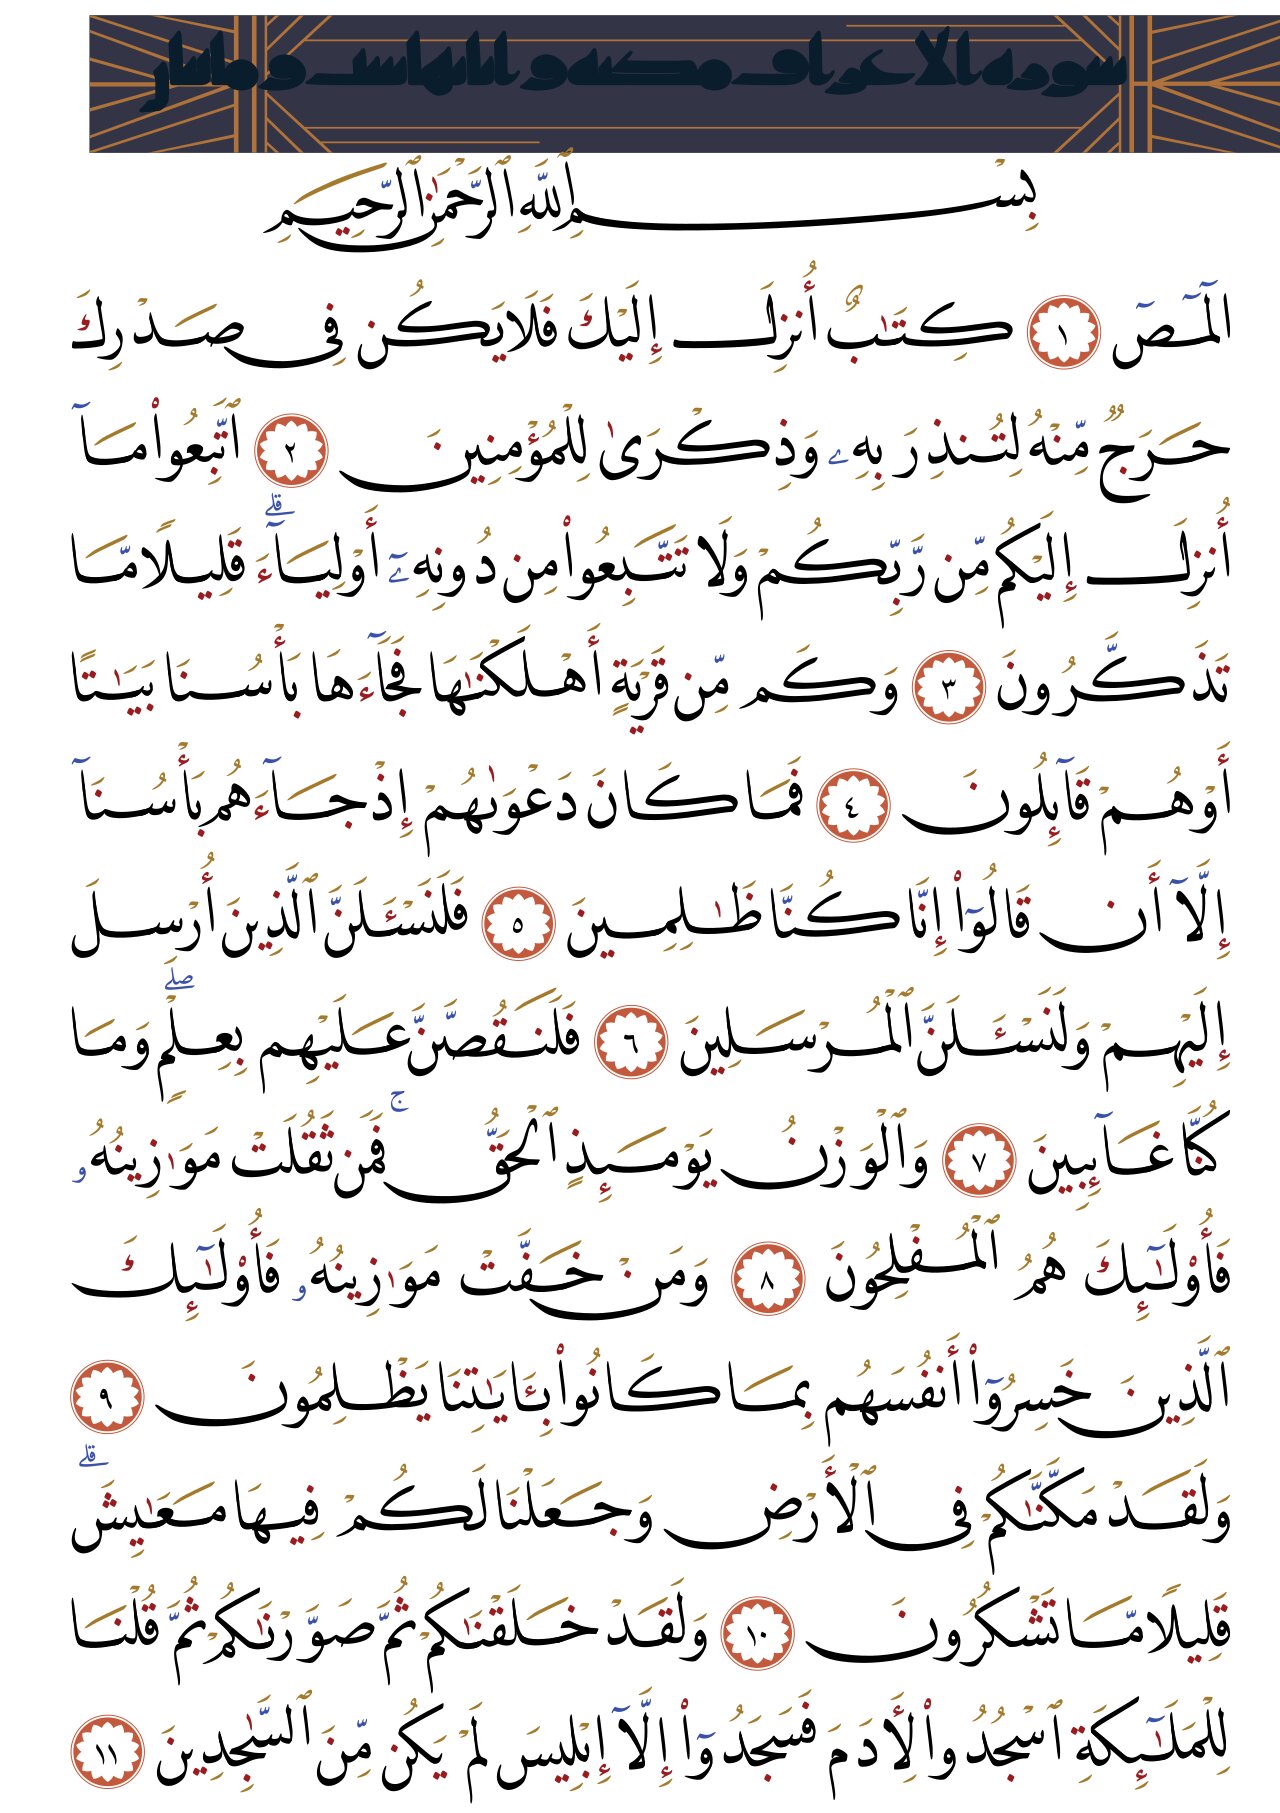 سورة الاعراف مكية و اياتها ست و مايتان
بِسْمِ ٱللَّهِ ٱلرَّحْمَٰنِ ٱلرَّحِيمِ
الٓمٓصٓ ١ كِتَٰبٌ أُنزِلَ إِلَيْكَ فَلَا يَكُن فِى صَدْرِكَ
حَرَجٌ مِّنْهُ لِتُنذِرَ بِهِۦ وَذِكْرَىٰ لِلْمُؤْمِنِينَ ٢ ٱتَّبِعُوا۟ مَآ
أُنزِلَ إِلَيْكُم مِّن رَّبِّكُمْ وَلَا تَتَّبِعُوا۟ مِن دُونِهِۦٓ أَوْلِيَآءَ ۗ قَلِيلًا مَّا
تَذَكَّرُونَ ٣ وَكَم مِّن قَرْيَةٍ أَهْلَكْنَٰهَا فَجَآءَهَا بَأْسُنَا بَيَٰتًا
أَوْ هُمْ قَآئِلُونَ ٤ فَمَا كَانَ دَعْوَىٰهُمْ إِذْ جَآءَهُم بَأْسُنَآ
إِلَّآ أَن قَالُوٓا۟ إِنَّا كُنَّا ظَٰلِمِينَ ٥ فَلَنَسْـَٔلَنَّ ٱلَّذِينَ أُرْسِلَ
إِلَيْهِمْ وَلَنَسْـَٔلَنَّ ٱلْمُرْسَلِينَ ٦ فَلَنَقُصَّنَّ عَلَيْهِم بِعِلْمٍ ۖ وَمَا
كُنَّا غَآئِبِينَ ٧ وَٱلْوَزْنُ يَوْمَئِذٍ ٱلْحَقُّ ۚ فَمَن ثَقُلَتْ مَوَٰزِينُهُۥ
فَأُو۟لَٰٓئِكَ هُمُ ٱلْمُفْلِحُونَ ٨ وَمَنْ خَفَّتْ مَوَٰزِينُهُۥ فَأُو۟لَٰٓئِكَ
ٱلَّذِينَ خَسِرُوٓا۟ أَنفُسَهُم بِمَا كَانُوا۟ بِـَٔايَٰتِنَا يَظْلِمُونَ ٩
وَلَقَدْ مَكَّنَّٰكُمْ فِى ٱلْأَرْضِ وَجَعَلْنَا لَكُمْ فِيهَا مَعَٰيِشَ ۗ
قَلِيلًا مَّا تَشْكُرُونَ ١٠ وَلَقَدْ خَلَقْنَٰكُمْ ثُمَّ صَوَّرْنَٰكُمْ ثُمَّ قُلْنَا
لِلْمَلَٰٓئِكَةِ ٱسْجُدُوا۟ لِـَٔادَمَ فَسَجَدُوٓا۟ إِلَّآ إِبْلِيسَ لَمْ يَكُن مِّنَ ٱلسَّٰجِدِينَ ١١